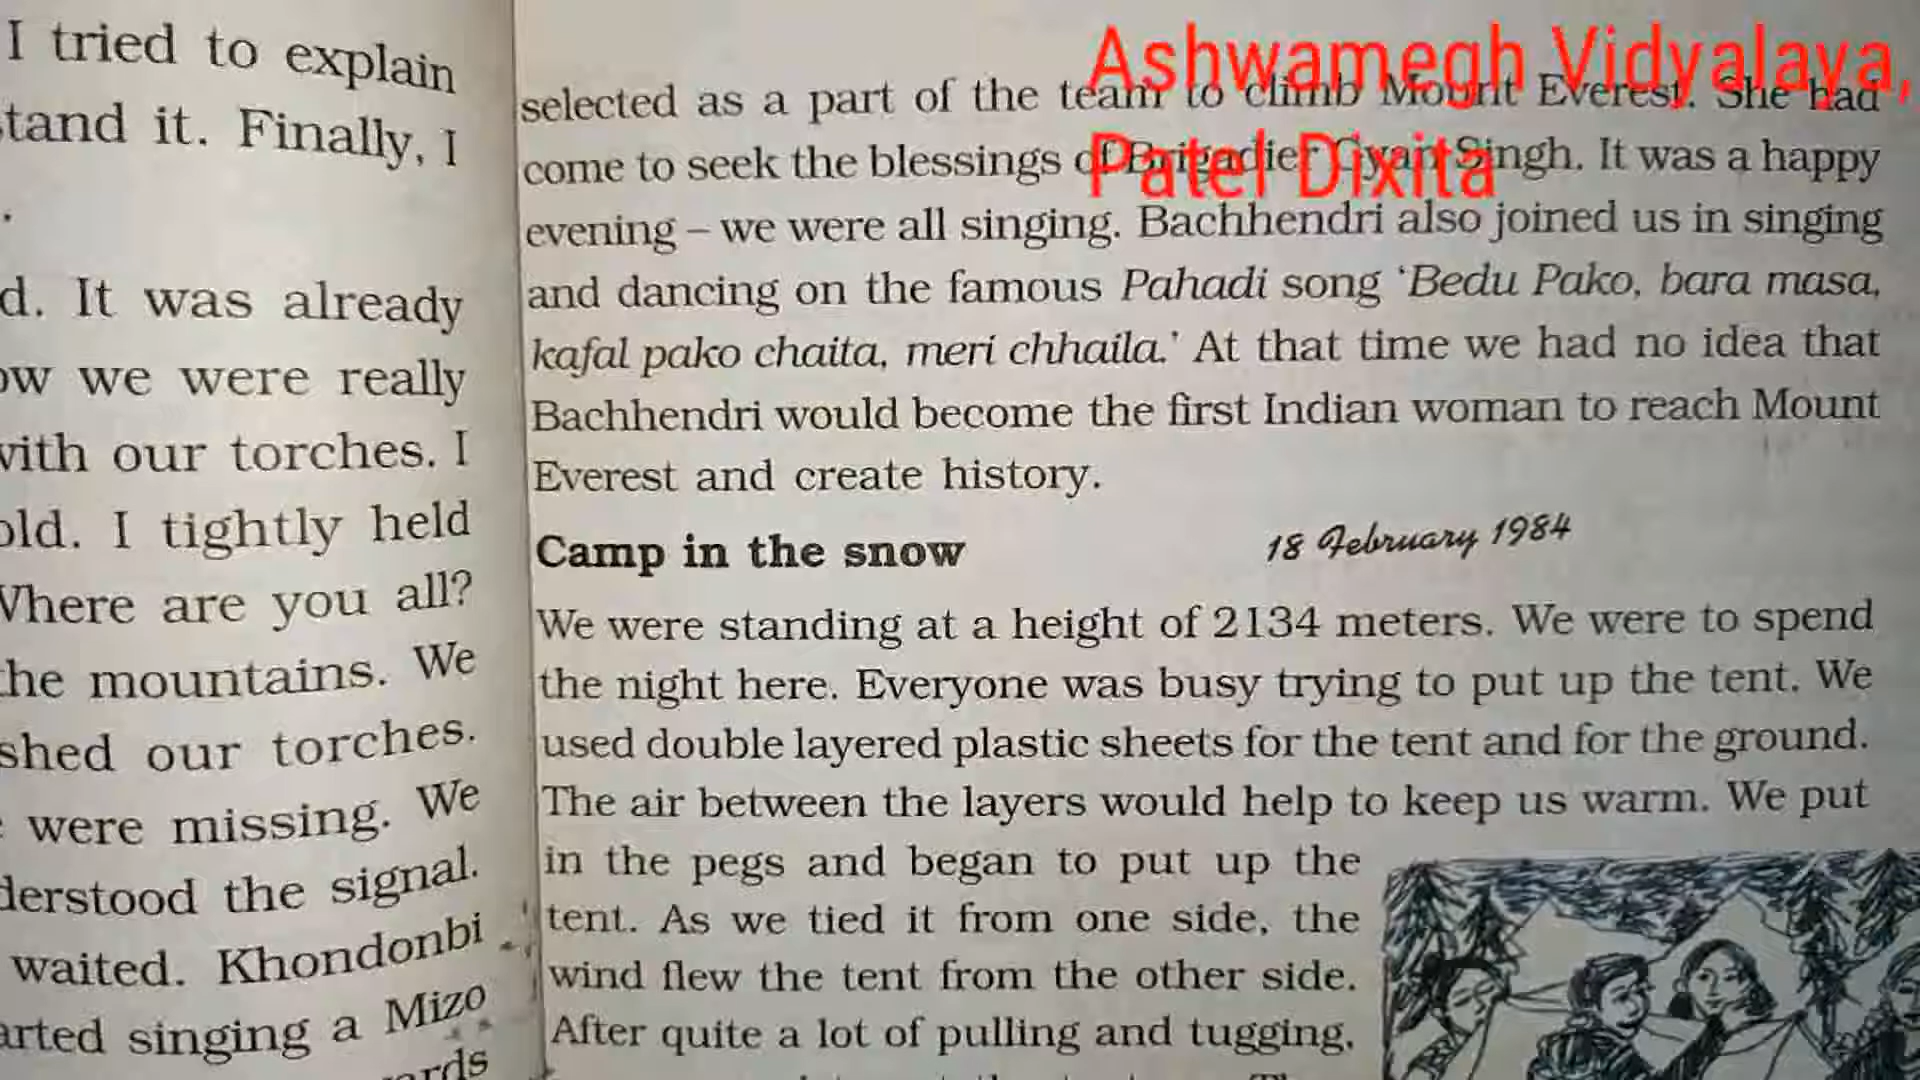 Ashwamegh Vidyalaya,
Patel Dixita
I tried to explain
stand it. Finally, I
.
d. It was already
ow we were really
with our torches. I
old. I tightly held
Where are you all?
the mountains. We
shed our torches.
were missing. We
derstood the signal.
waited. Khondonbi
arted singing a Mizo
ards
selected as a part of the team to climb Mount Everest. She had
come to seek the blessings of Brigadier Gyan Singh. It was a happy
evening – we were all singing. Bachhendri also joined us in singing
and dancing on the famous Pahadi song ‘Bedu Pako, bara masa,
kafal pako chaita, meri chhaila.’ At that time we had no idea that
Bachhendri would become the first Indian woman to reach Mount
Everest and create history.
Camp in the snow
18 February 1984
We were standing at a height of 2134 meters. We were to spend
the night here. Everyone was busy trying to put up the tent. We
used double layered plastic sheets for the tent and for the ground.
The air between the layers would help to keep us warm. We put
in the pegs and began to put up the
tent. As we tied it from one side, the
wind flew the tent from the other side.
After quite a lot of pulling and tugging,